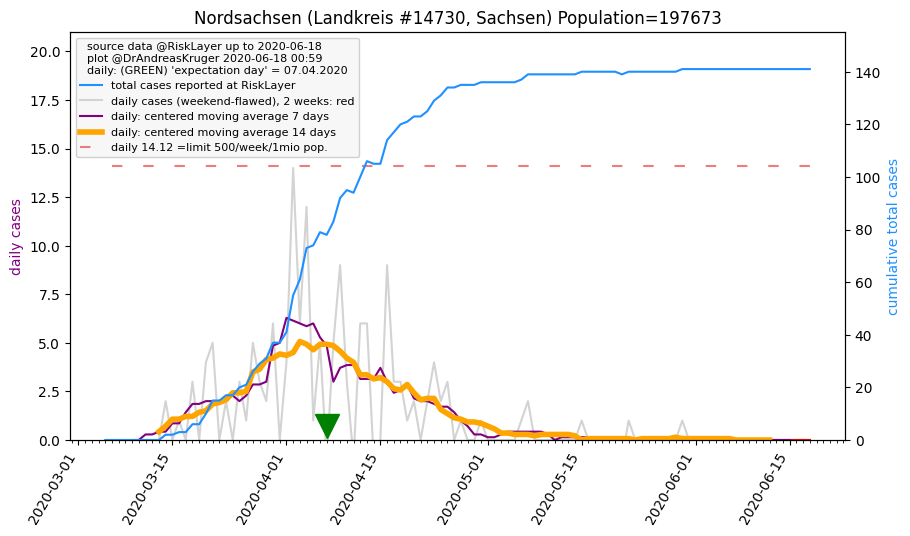 Nordsachsen (Landkreis #14730, Sachsen) Population=197673
source data @RiskLayer up to 2020-06-18
plot @DrAndreasKruger 2020-06-18 00:59
daily: (GREEN) 'expectation day' = 07.04.2020
total cases reported at RiskLayer
daily cases (weekend-flawed), 2 weeks: red
daily: centered moving average 7 days
daily: centered moving average 14 days
daily 14.12 =limit 500/week/1mio pop.
daily cases
20.0
17.5
15.0
12.5
10.0
7.5
5.0
2.5
0.0
cumulative total cases
140
120
100
80
60
40
20
0
2020-03-01
2020-03-15
2020-04-01
2020-04-15
2020-05-01
2020-05-15
2020-06-01
2020-06-15